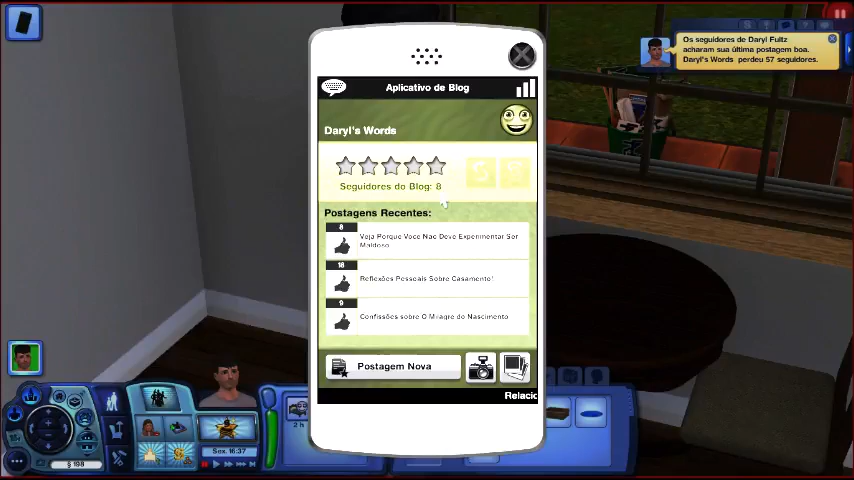 Os seguidores de Daryl Fultz
acharam sua última postagem boa.
Daryl's Words perdeu 57 seguidores.
Aplicativo de Blog
Daryl's Words
Seguidores do Blog: 8
Postagens Recentes:
8
Veja Porque Voce Nao Deve Experimentar Ser
Maldoso
18
Reflexões Pessoais Sobre Casamento!
9
Confissões sobre O Milagre do Nascimento
Postagem Nova
Relacio
2 h
Sex. 16:37
§ 198